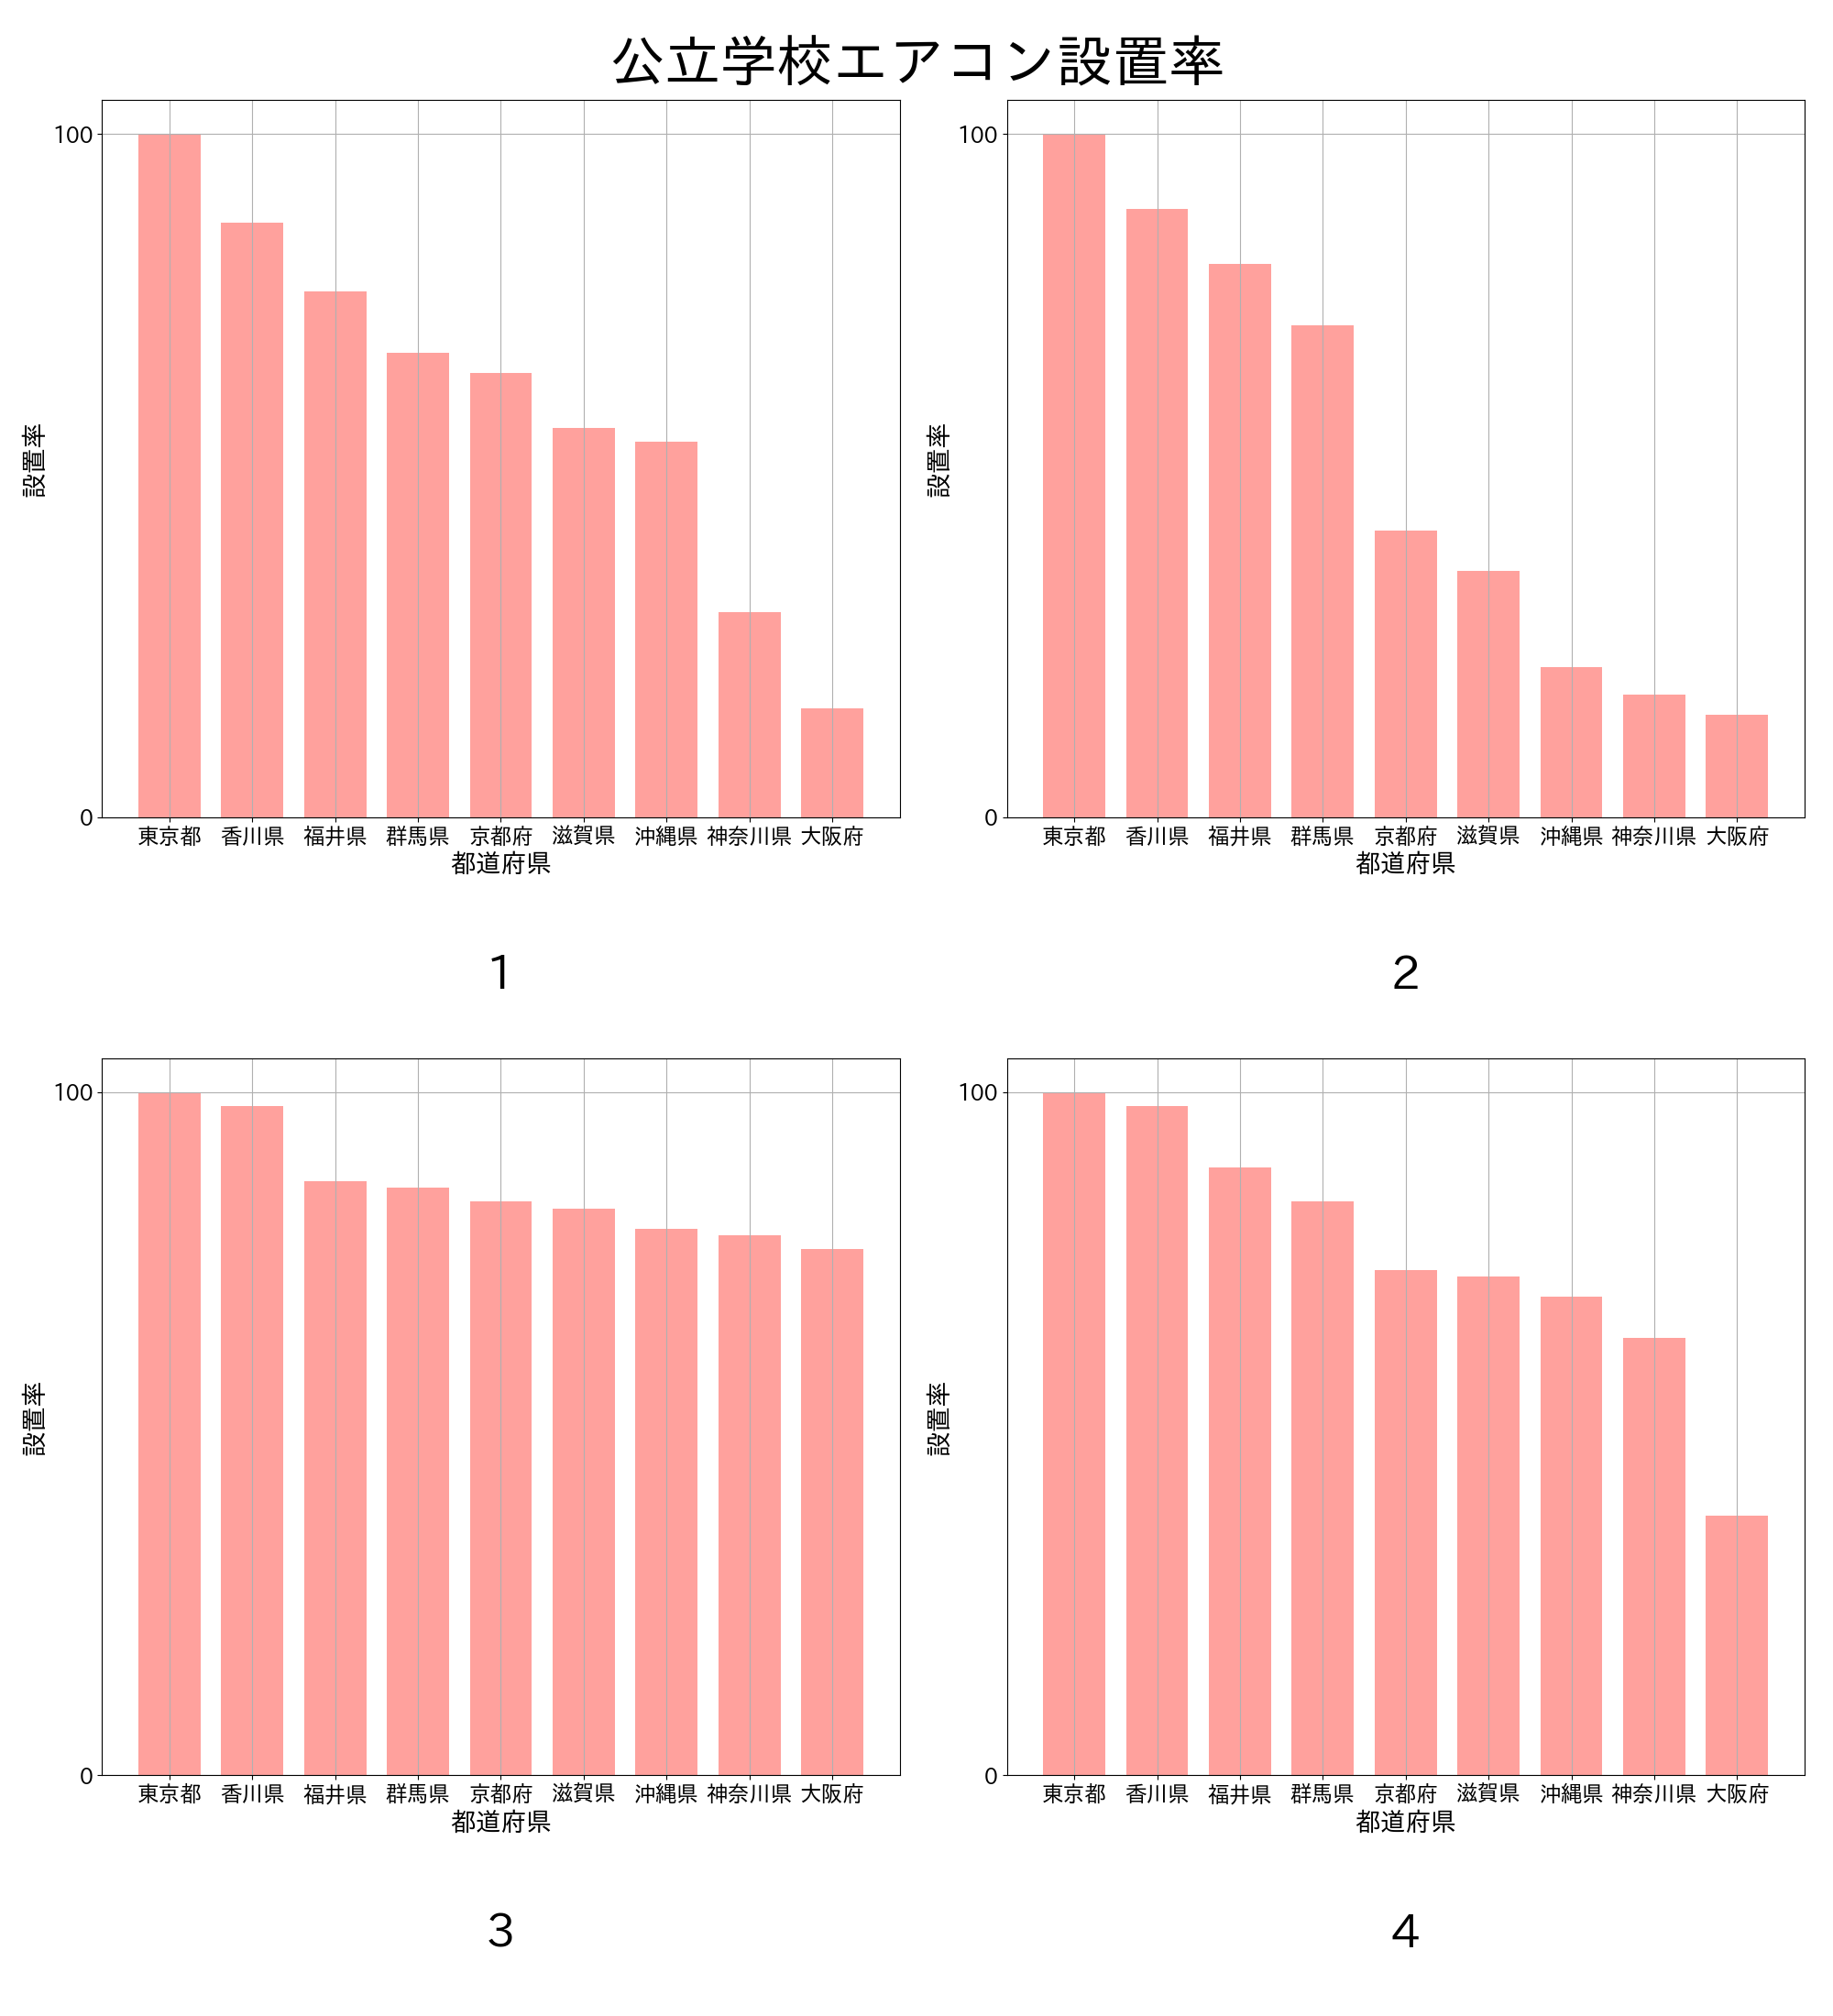 公立学校エアコン設置率
100
0
設置率
東京都 香川県 福井県 群馬県 京都府 滋賀県 沖縄県 神奈川県 大阪府
都道府県
1
100
0
設置率
東京都 香川県 福井県 群馬県 京都府 滋賀県 沖縄県 神奈川県 大阪府
都道府県
2
100
0
設置率
東京都 香川県 福井県 群馬県 京都府 滋賀県 沖縄県 神奈川県 大阪府
都道府県
3
100
0
設置率
東京都 香川県 福井県 群馬県 京都府 滋賀県 沖縄県 神奈川県 大阪府
都道府県
4